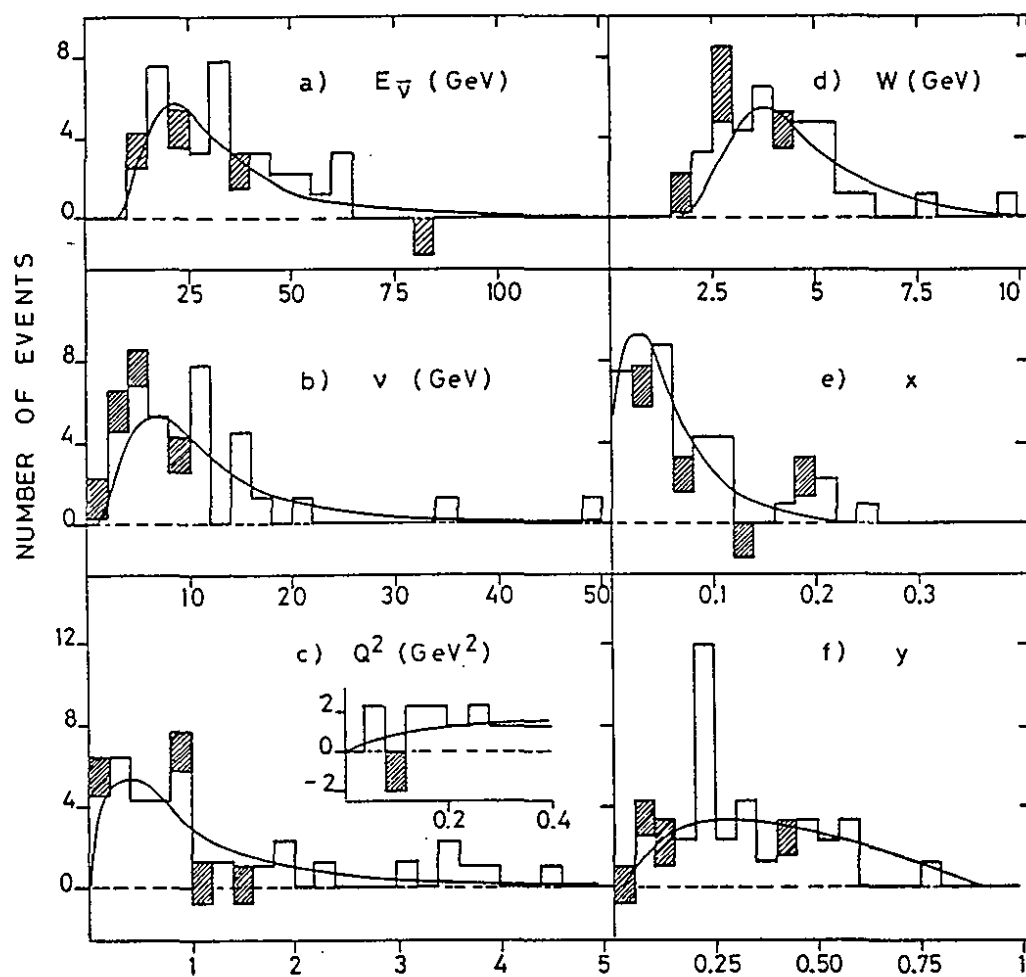 NUMBER OF EVENTS
a) E_ν̅ (GeV)
8
4
0
25 50 75 100
d) W (GeV)
2.5 5 7.5 10
b) ν (GeV)
8
4
0
10 20 30 40 50
e) x
0.1 0.2 0.3
c) Q² (GeV²)
12
8
4
0
2
0
-2
0.2 0.4
1 2 3 4 5
f) y
0.25 0.50 0.75 1